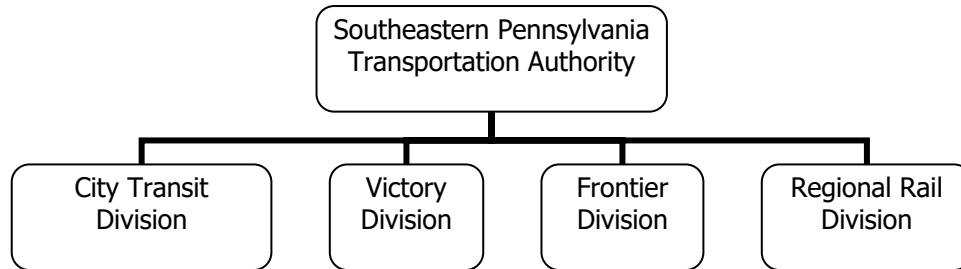 Southeastern Pennsylvania
Transportation Authority
City Transit
Division
Victory
Division
Frontier
Division
Regional Rail
Division